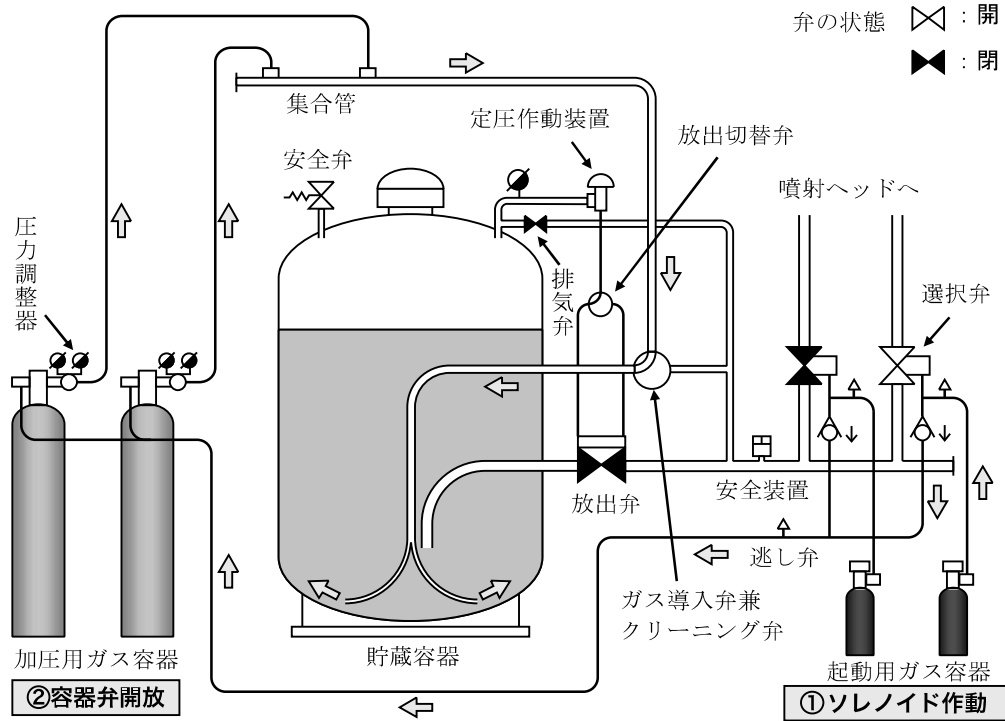 弁の状態 ：開
：閉
集合管
定圧作動装置
放出切替弁
安全弁
噴射ヘッドへ
圧力調整器
排気弁
選択弁
放出弁
安全装置
逃し弁
ガス導入弁兼
クリーニング弁
加圧用ガス容器
貯蔵容器
起動用ガス容器
②容器弁開放
①ソレノイド作動